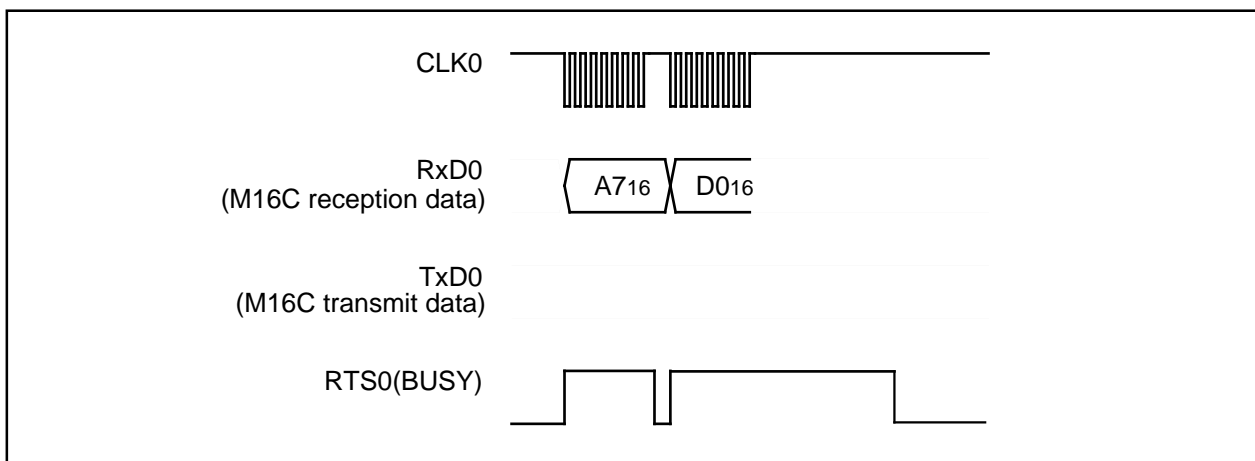 CLK0
RxD0
A716
D016
(M16C reception data)
TxD0
(M16C transmit data)
RTS0(BUSY)